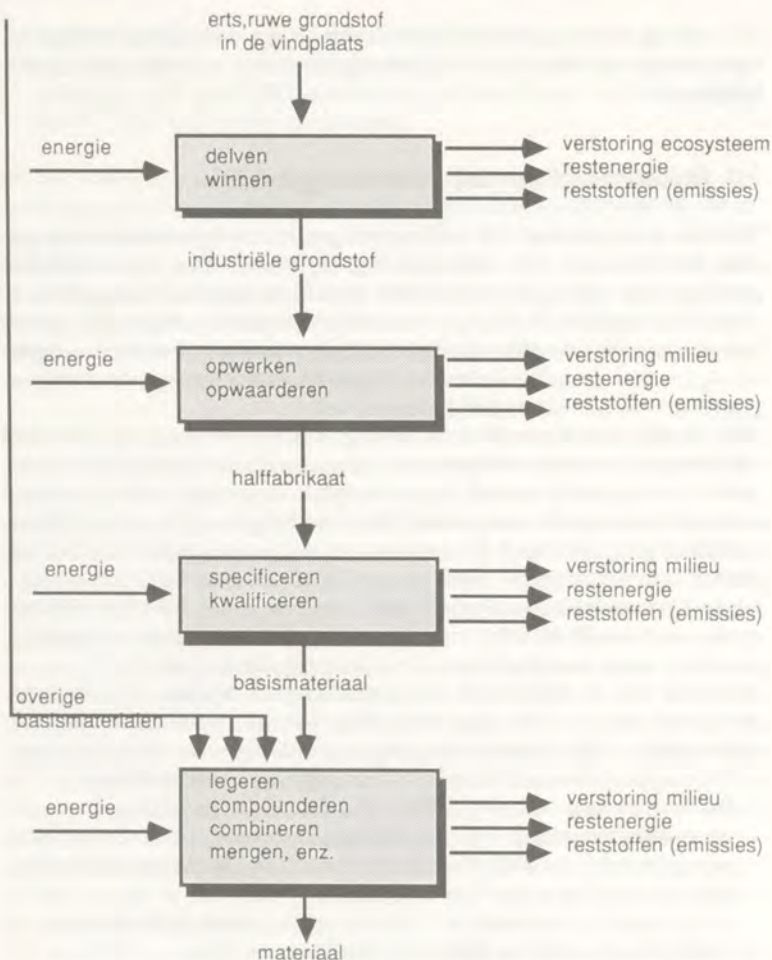 erts,ruwe grondstof
in de vindplaats
energie
delven
winnen
verstoring ecosysteem
restenergie
reststoffen (emissies)
industriële grondstof
energie
opwerken
opwaarderen
verstoring milieu
restenergie
reststoffen (emissies)
halffabrikaat
energie
specificeren
kwalificeren
verstoring milieu
restenergie
reststoffen (emissies)
basismateriaal
overige
basismaterialen
energie
legeren
compounderen
combineren
mengen, enz.
verstoring milieu
restenergie
reststoffen (emissies)
materiaal